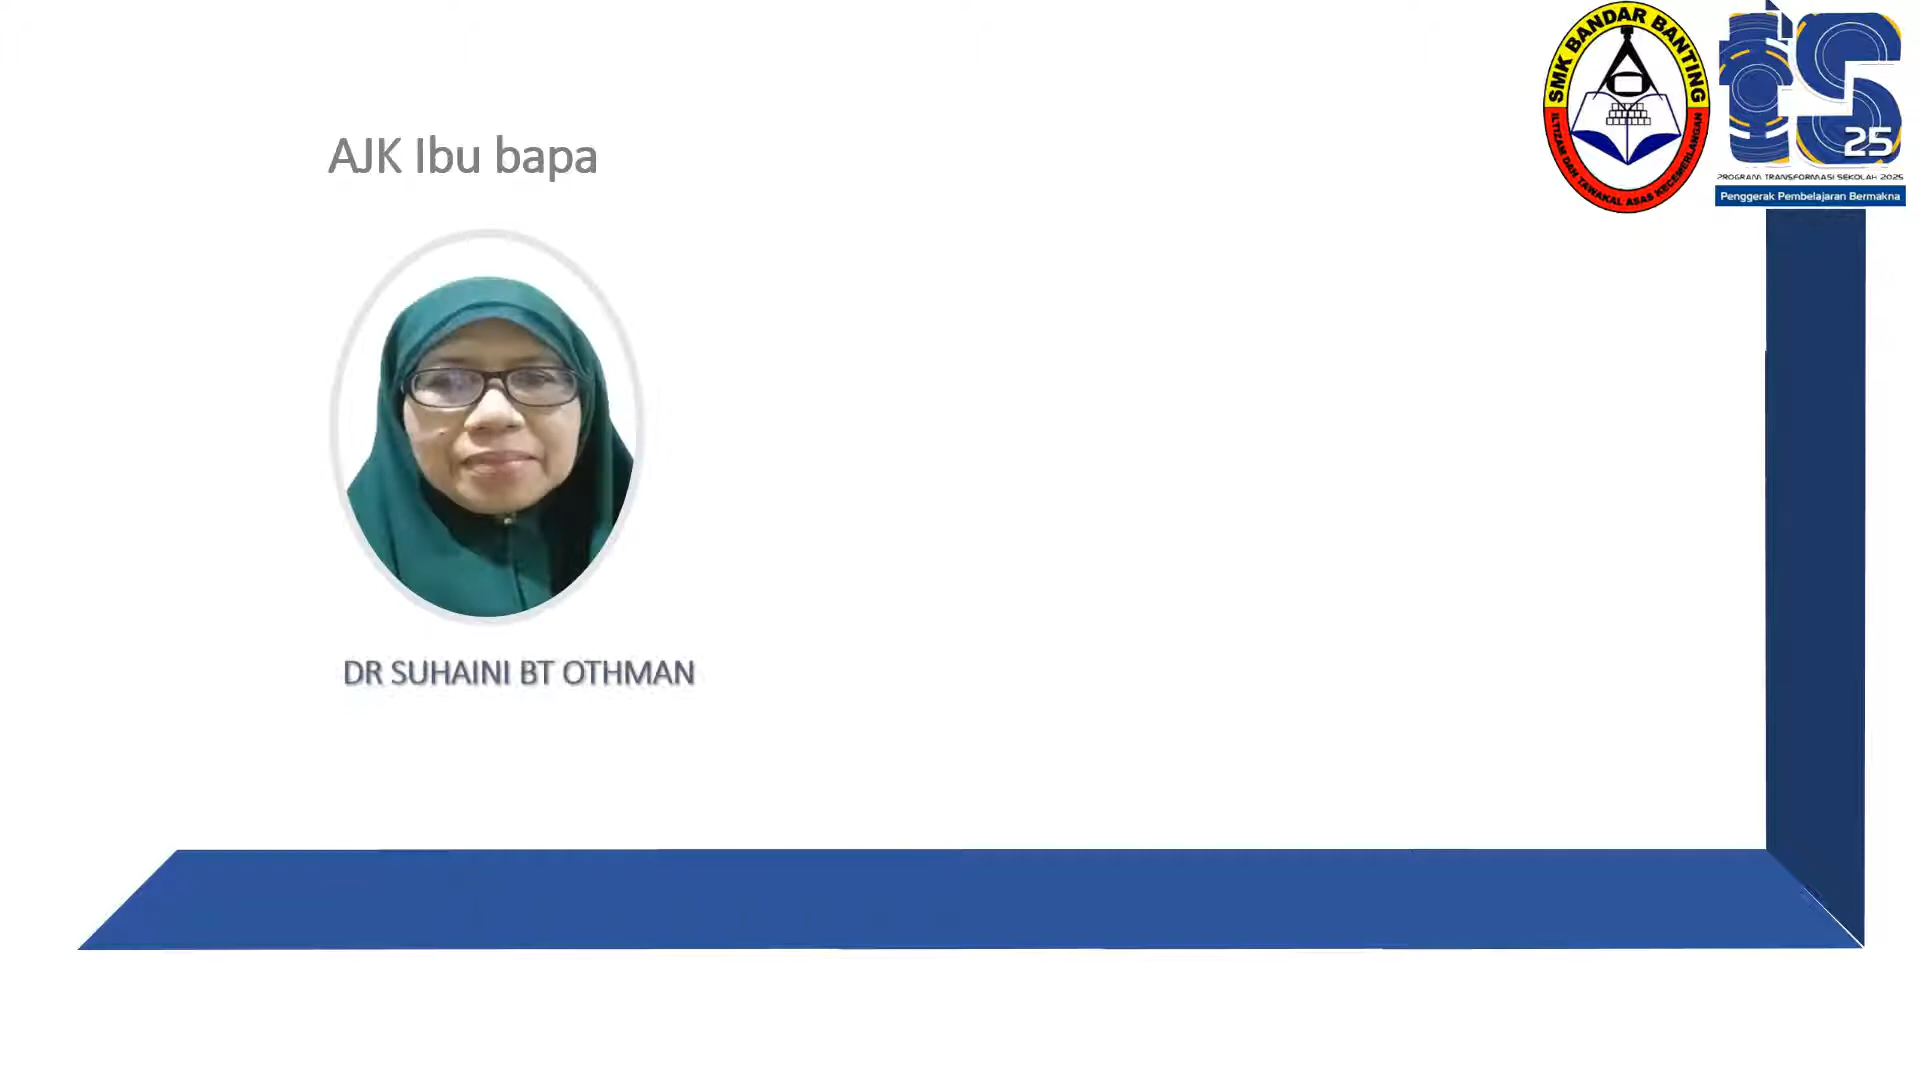 AJK Ibu bapa
SMK BANDAR BANTING
ILTIZAM DAN TAWAKAL ASAS KECEMERLANGAN
tS
25
PROGRAM TRANSFORMASI SEKOLAH 2025
Penggerak Pembelajaran Bermakna
DR SUHAINI BT OTHMAN